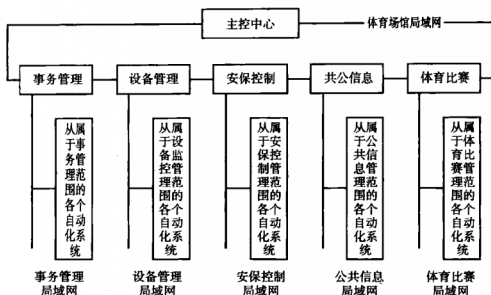 主控中心
体育场馆局域网
事务管理
设备管理
安保控制
共公信息
体育比赛
从属于事务管理范围的各个自动化系统
从属于设备监控管理范围的各个自动化系统
从属于安保控制管理范围的各个自动化系统
从属于公共信息管理范围的各个自动化系统
从属于体育比赛管理范围的各个自动化系统
事务管理
局域网
设备管理
局域网
安保控制
局域网
公共信息
局域网
体育比赛
局域网